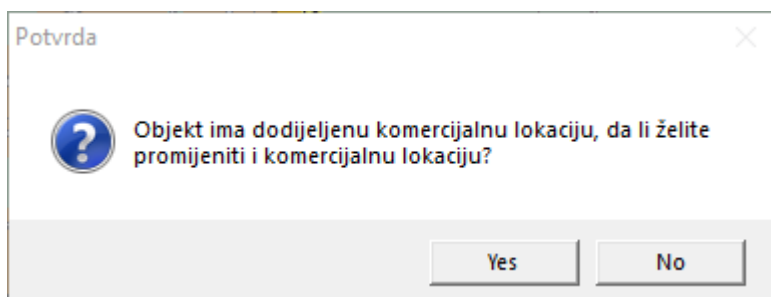 Potvrda
Objekt ima dodijeljenu komercijalnu lokaciju, da li želite
promijeniti i komercijalnu lokaciju?
Yes
No